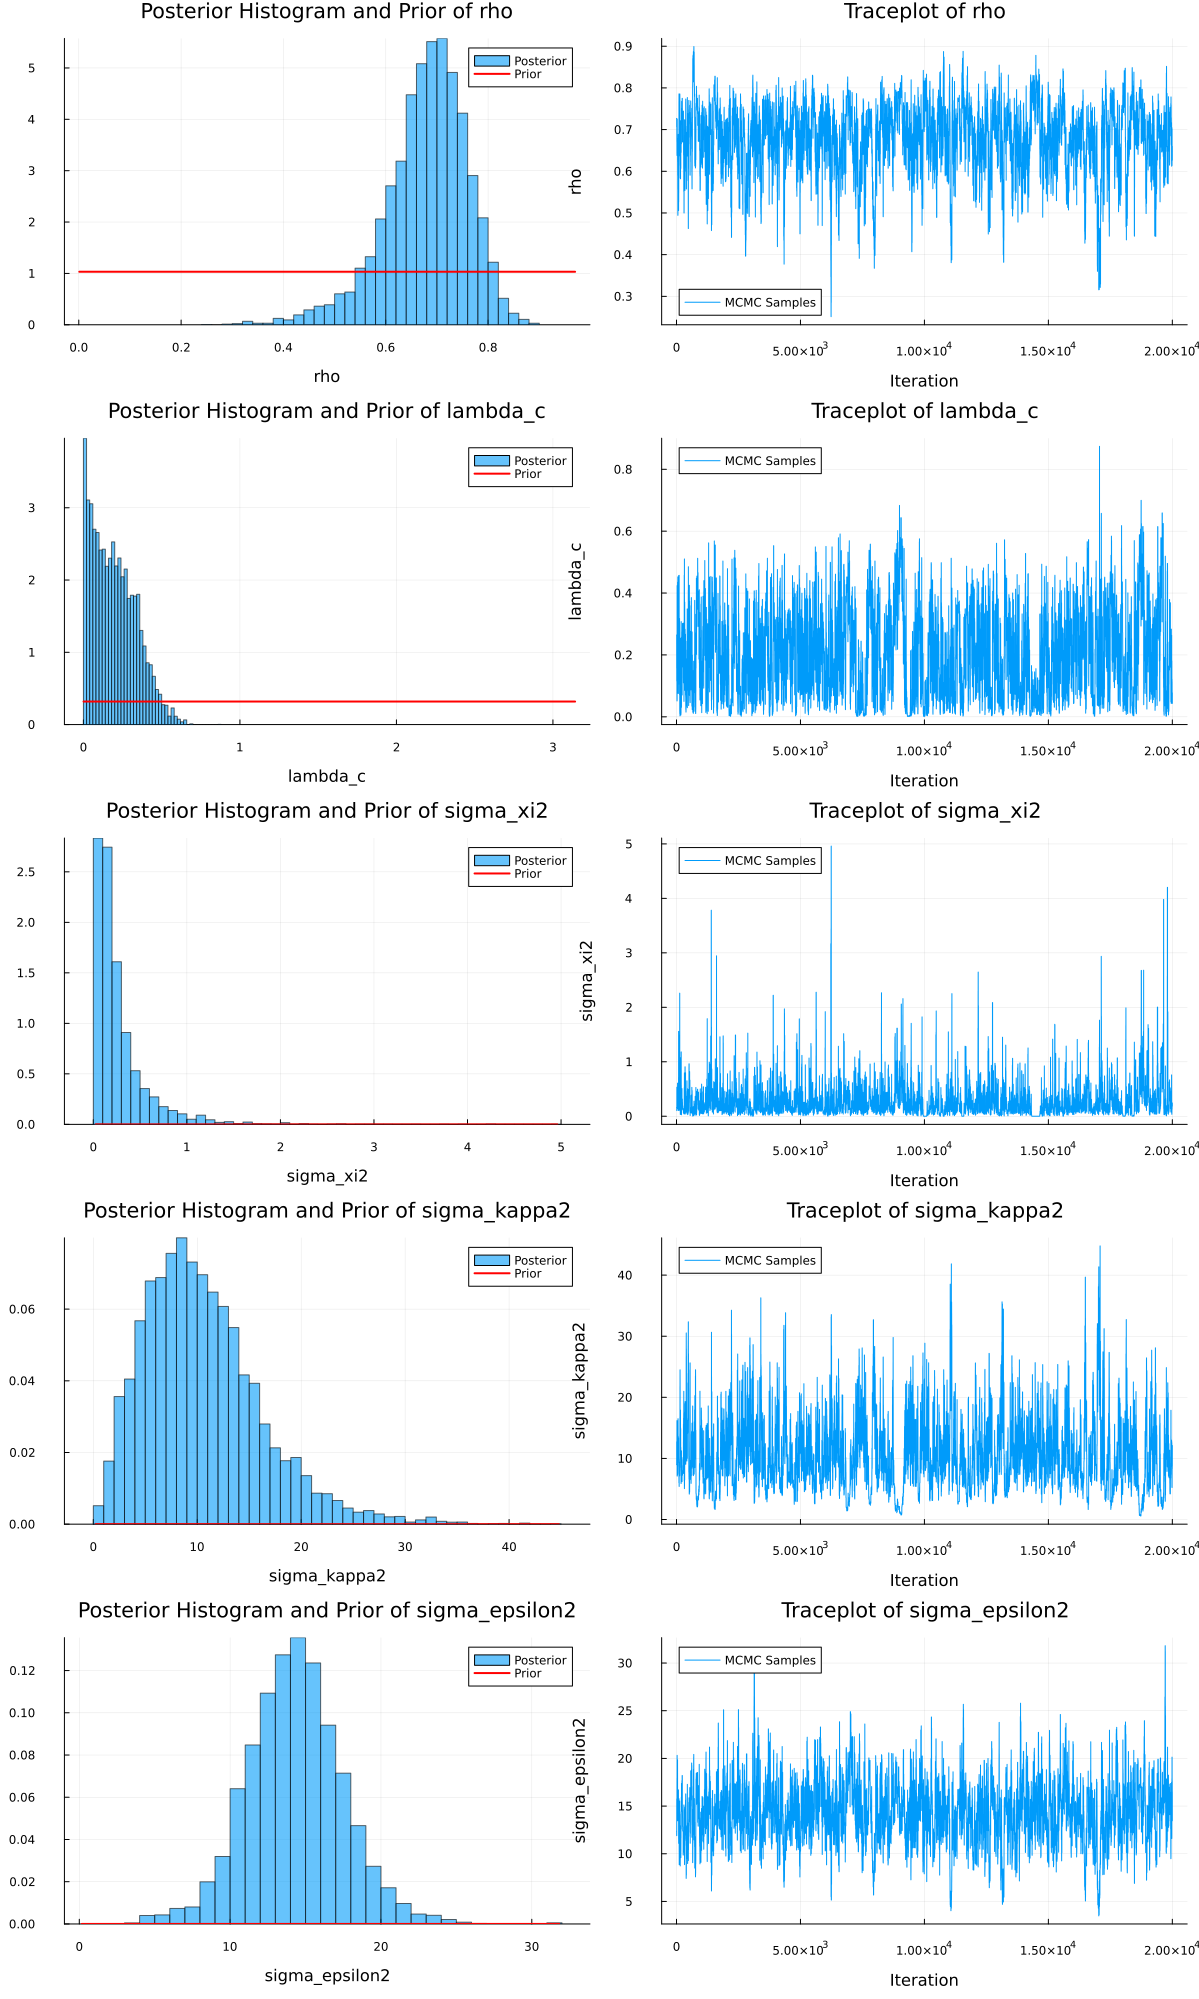 Posterior Histogram and Prior of rho
Posterior
Prior
5
4
3
2
1
0
0.0 0.2 0.4 0.6 0.8
rho
Traceplot of rho
rho
0.9
0.8
0.7
0.6
0.5
0.4
0.3
MCMC Samples
0 5.00×10³ 1.00×10⁴ 1.50×10⁴ 2.00×10⁴
Iteration
Posterior Histogram and Prior of lambda_c
Posterior
Prior
3
2
1
0
0 1 2 3
lambda_c
Traceplot of lambda_c
lambda_c
MCMC Samples
0.8
0.6
0.4
0.2
0.0
0 5.00×10³ 1.00×10⁴ 1.50×10⁴ 2.00×10⁴
Iteration
Posterior Histogram and Prior of sigma_xi2
Posterior
Prior
2.5
2.0
1.5
1.0
0.5
0.0
0 1 2 3 4 5
sigma_xi2
Traceplot of sigma_xi2
sigma_xi2
MCMC Samples
5
4
3
2
1
0
0 5.00×10³ 1.00×10⁴ 1.50×10⁴ 2.00×10⁴
Iteration
Posterior Histogram and Prior of sigma_kappa2
Posterior
Prior
0.06
0.04
0.02
0.00
0 10 20 30 40
sigma_kappa2
Traceplot of sigma_kappa2
sigma_kappa2
MCMC Samples
40
30
20
10
0
0 5.00×10³ 1.00×10⁴ 1.50×10⁴ 2.00×10⁴
Iteration
Posterior Histogram and Prior of sigma_epsilon2
Posterior
Prior
0.12
0.10
0.08
0.06
0.04
0.02
0.00
0 10 20 30
sigma_epsilon2
Traceplot of sigma_epsilon2
sigma_epsilon2
MCMC Samples
30
25
20
15
10
5
0 5.00×10³ 1.00×10⁴ 1.50×10⁴ 2.00×10⁴
Iteration